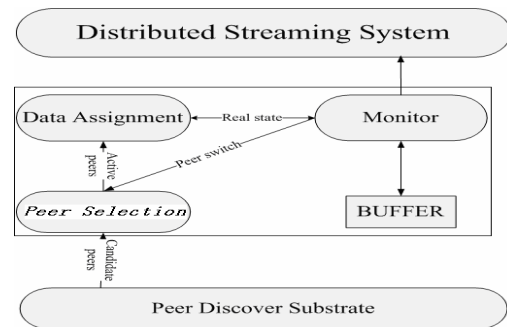 Distributed Streaming System
Data Assignment
Real state
Monitor
Peer switch
Active
peers
Peer Selection
BUFFER
Candidate
peers
Peer Discover Substrate